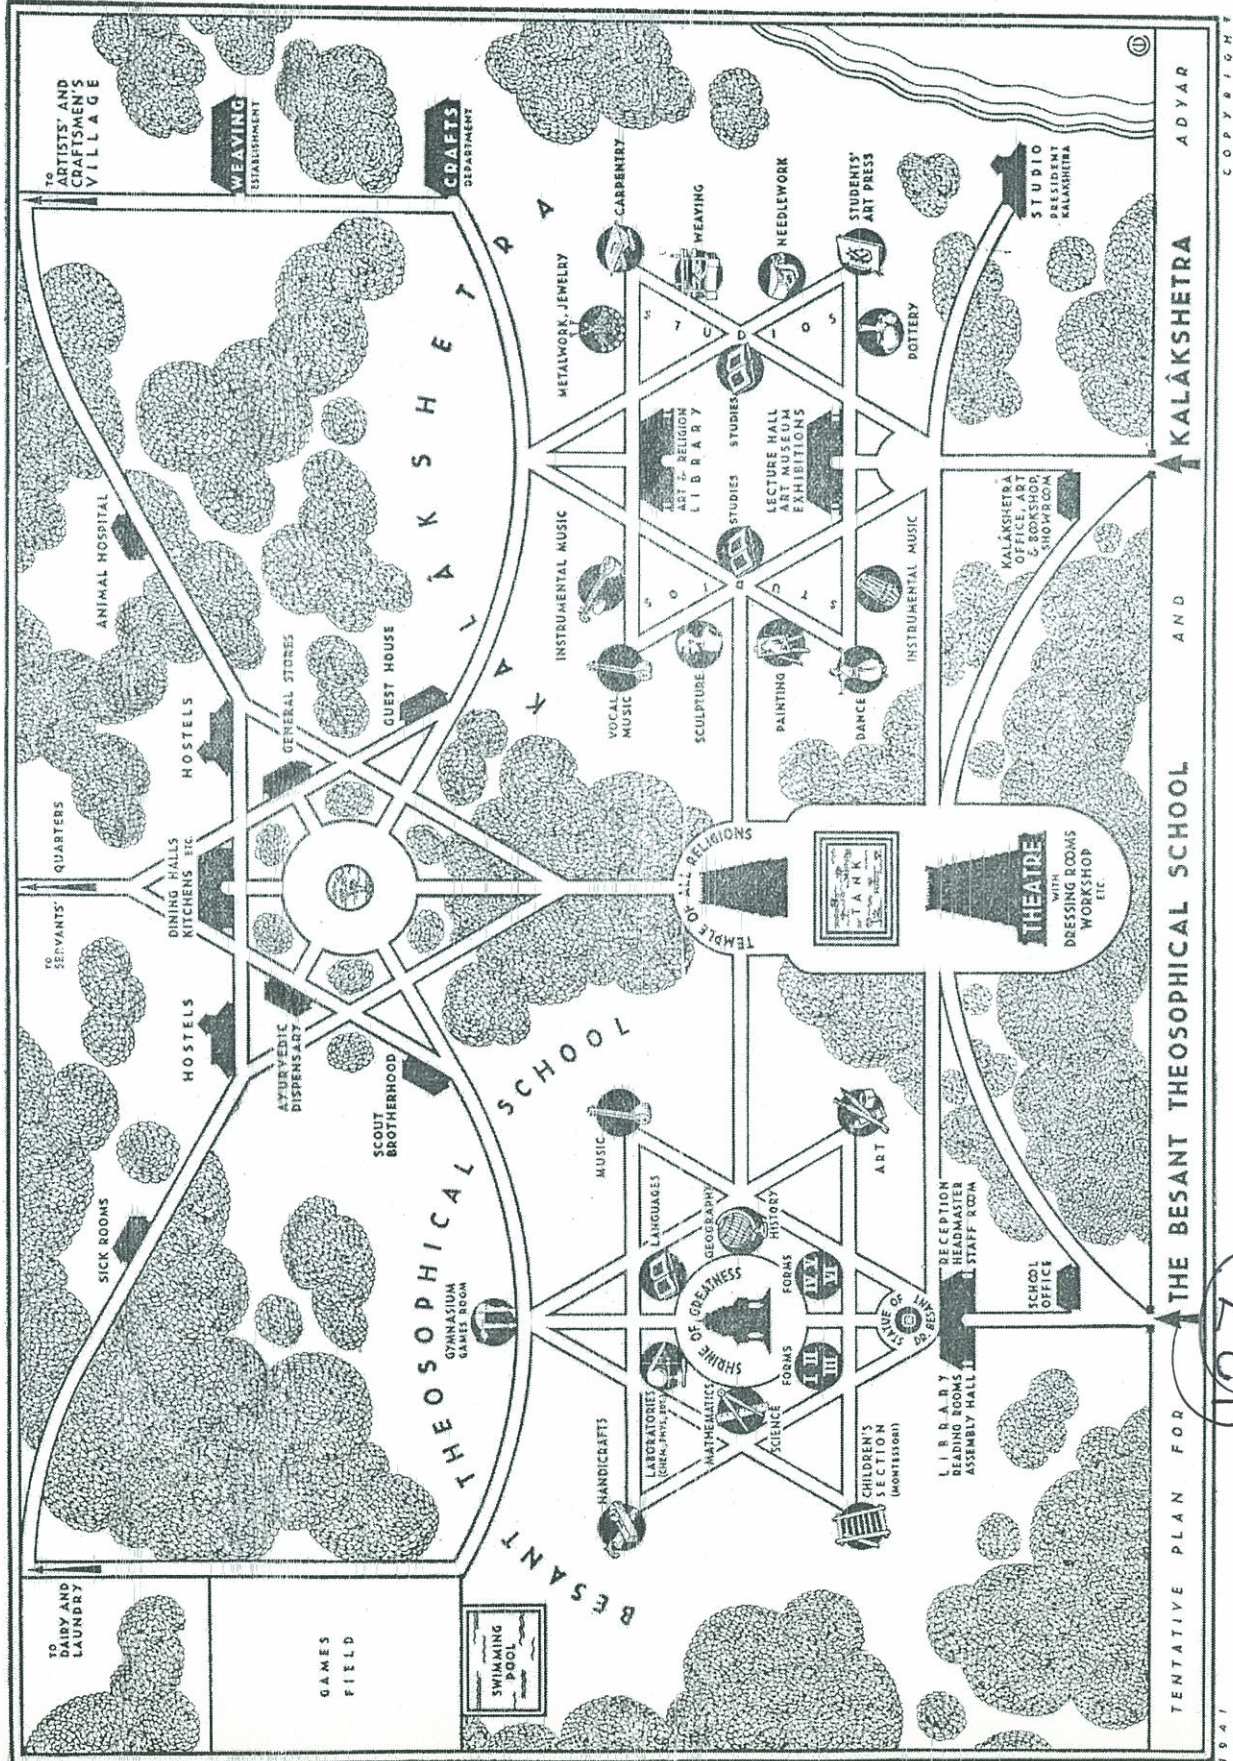 TO
DAIRY AND
LAUNDRY
GAMES
FIELD
SWIMMING
POOL
SICK ROOMS
TO
SERVANTS' QUARTERS
HOSTELS
DINING HALLS
KITCHENS ETC.
HOSTELS
AYURVEDIC
DISPENSARY
GENERAL STORES
SCOUT
BROTHERHOOD
GUEST HOUSE
ANIMAL HOSPITAL
TO
ARTISTS' AND
CRAFTSMEN'S
VILLAGE
WEAVING
ESTABLISHMENT
CRAFTS
DEPARTMENT
BESANT THEOSOPHICAL SCHOOL
KALÂKSHETRA
GYMNASIUM
GAMES ROOM
HANDICRAFTS
MUSIC
LABORATORIES
LANGUAGES
MATHEMATICS
SCIENCE
SHRINE OF GREATNESS
GEOGRAPHY
HISTORY
FORMS
I II
III
FORMS
IV V
VI
CHILDREN'S
SECTION
(MONTESSORI)
STATUE OF
DR. BESANT
ART
LIBRARY
READING ROOMS
ASSEMBLY HALL
RECEPTION
HEADMASTER
STAFF ROOM
SCHOOL
OFFICE
TEMPLE OF ALL RELIGIONS
TANK
THEATRE
WITH
DRESSING ROOMS
WORKSHOP
ETC.
INSTRUMENTAL MUSIC
METALWORK, JEWELRY
VOCAL
MUSIC
CARPENTRY
ART & RELIGION
LIBRARY
SCULPTURE
STUDIOS
STUDIES
STUDIES
STUDIOS
WEAVING
PAINTING
LECTURE HALL
ART MUSEUM
EXHIBITIONS
NEEDLEWORK
DANCE
STUDENTS'
ART PRESS
INSTRUMENTAL MUSIC
POTTERY
KALÂKSHETRA
OFFICE, ART
& BOOKSHOP,
SHOWROOM
STUDIO
PRESIDENT
KALAKSHETRA
TENTATIVE PLAN FOR THE BESANT THEOSOPHICAL SCHOOL AND KALÂKSHETRA ADYAR
1941
COPYRIGHT